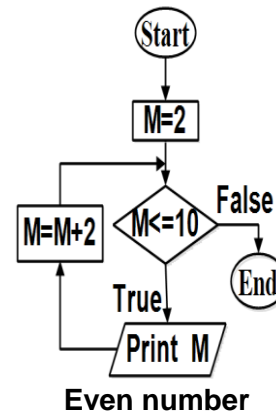 Start
M=2
M<=10
False
M=M+2
End
True
Print M
Even number